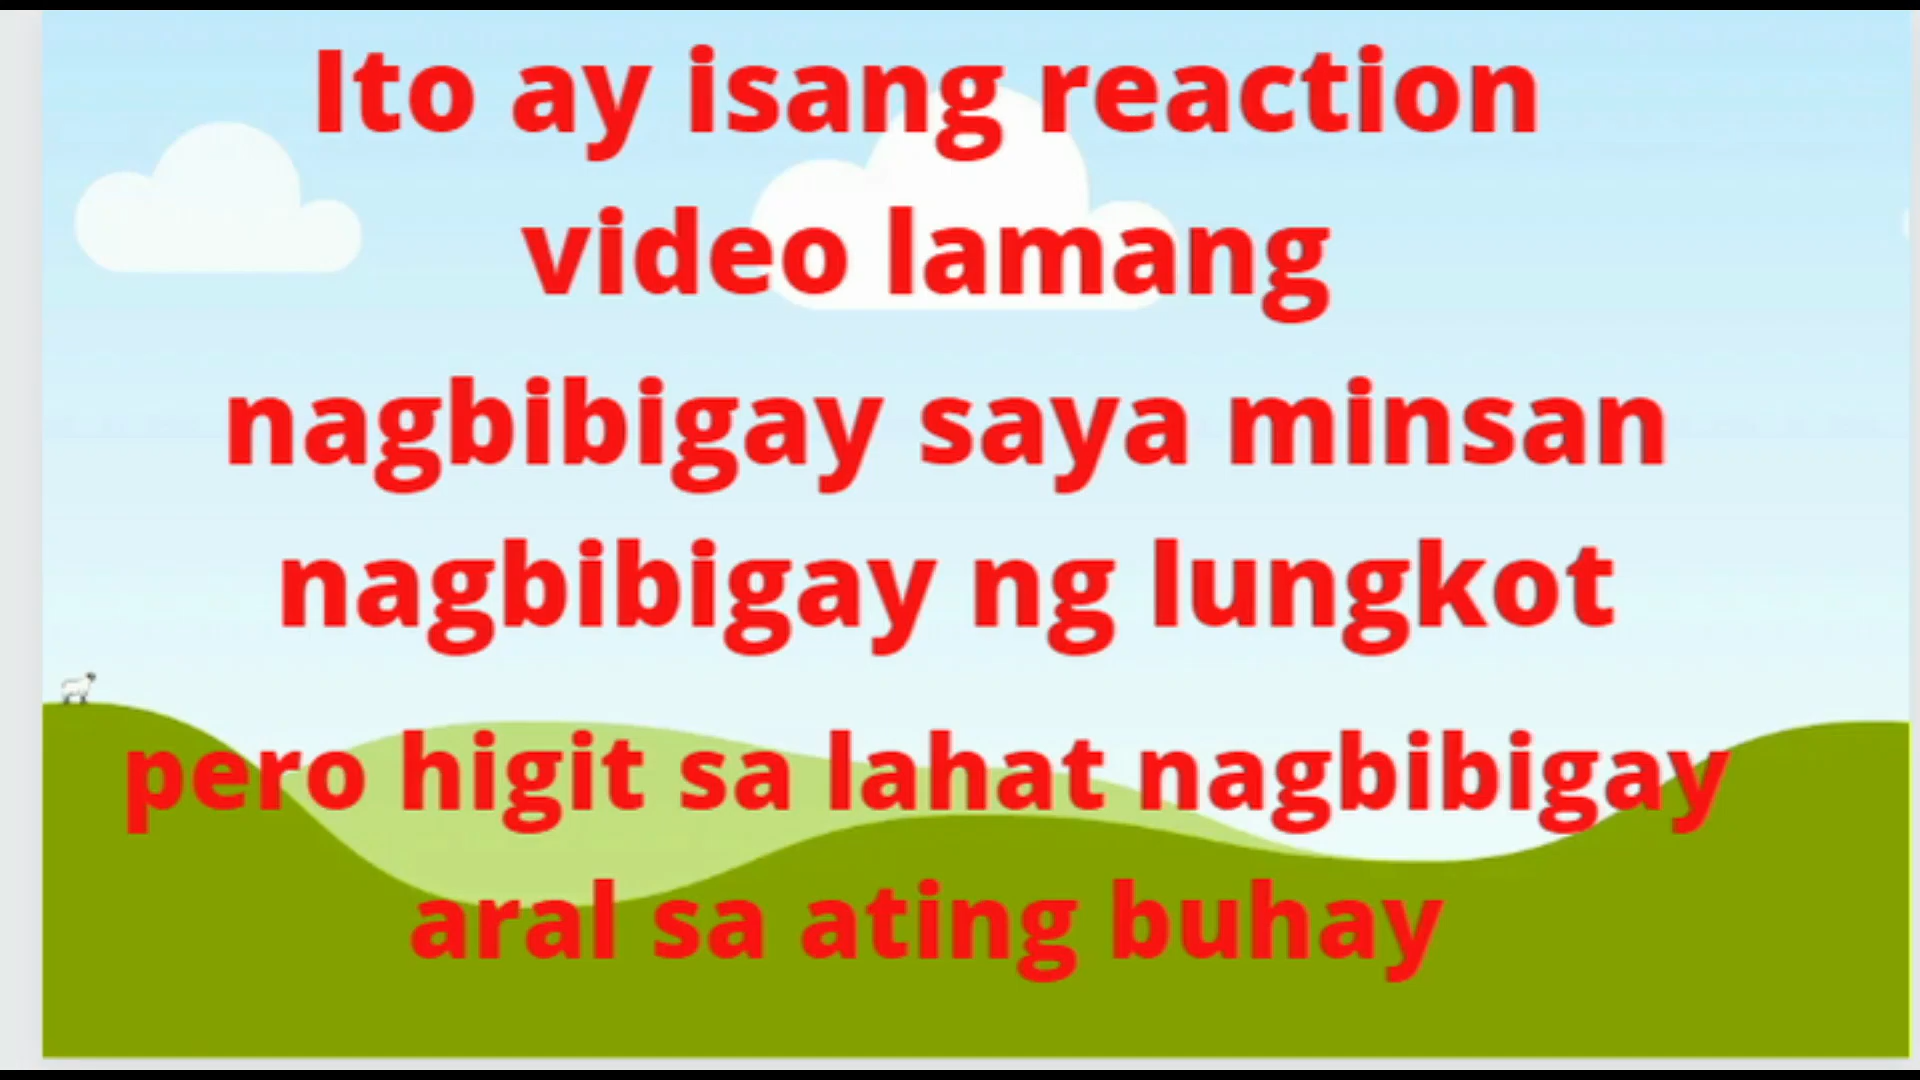 Ito ay isang reaction
video lamang
nagbibigay saya minsan
nagbibigay ng lungkot
pero higit sa lahat nagbibigay
aral sa ating buhay